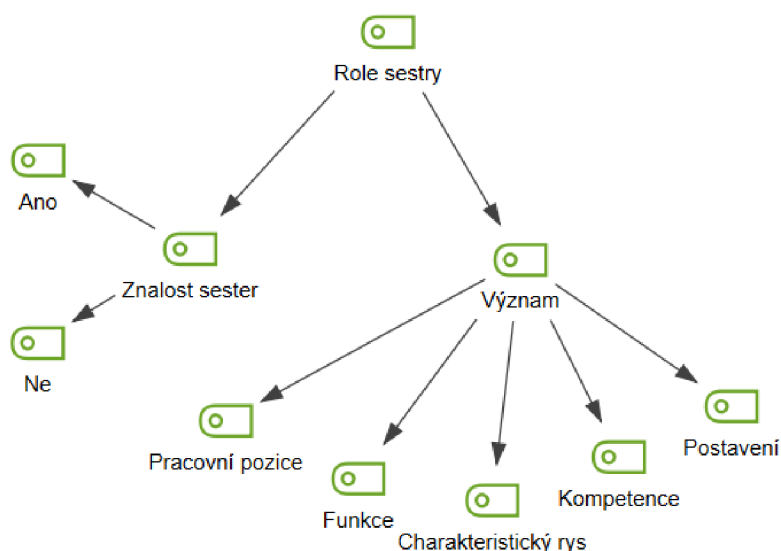 Role sestry
Ano
Znalost sester
Význam
Ne
Pracovní pozice
Funkce
Charakteristický rys
Kompetence
Postavení